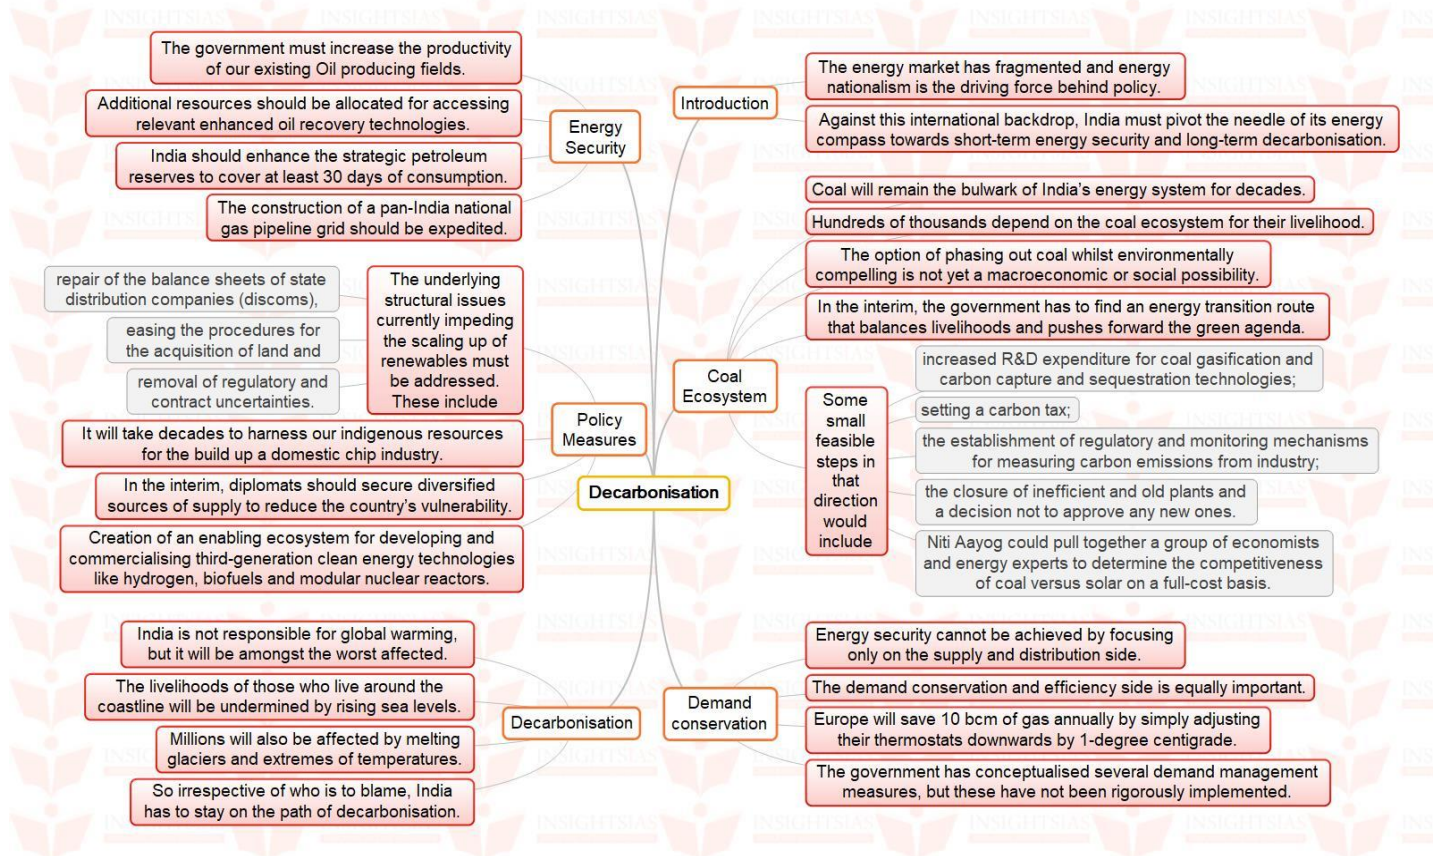 Decarbonisation
Introduction
The energy market has fragmented and energy
nationalism is the driving force behind policy.
Against this international backdrop, India must pivot the needle of its energy
compass towards short-term energy security and long-term decarbonisation.
Coal
Ecosystem
Coal will remain the bulwark of India's energy system for decades.
Hundreds of thousands depend on the coal ecosystem for their livelihood.
The option of phasing out coal whilst environmentally
compelling is not yet a macroeconomic or social possibility.
In the interim, the government has to find an energy transition route
that balances livelihoods and pushes forward the green agenda.
Some
small
feasible
steps in
that
direction
would
include
increased R&D expenditure for coal gasification and
carbon capture and sequestration technologies;
setting a carbon tax;
the establishment of regulatory and monitoring mechanisms
for measuring carbon emissions from industry;
the closure of inefficient and old plants and
a decision not to approve any new ones.
Niti Aayog could pull together a group of economists
and energy experts to determine the competitiveness
of coal versus solar on a full-cost basis.
Demand
conservation
Energy security cannot be achieved by focusing
only on the supply and distribution side.
The demand conservation and efficiency side is equally important.
Europe will save 10 bcm of gas annually by simply adjusting
their thermostats downwards by 1-degree centigrade.
The government has conceptualised several demand management
measures, but these have not been rigorously implemented.
Energy
Security
The government must increase the productivity
of our existing Oil producing fields.
Additional resources should be allocated for accessing
relevant enhanced oil recovery technologies.
India should enhance the strategic petroleum
reserves to cover at least 30 days of consumption.
The construction of a pan-India national
gas pipeline grid should be expedited.
Policy
Measures
The underlying
structural issues
currently impeding
the scaling up of
renewables must
be addressed.
These include
repair of the balance sheets of state
distribution companies (discoms),
easing the procedures for
the acquisition of land and
removal of regulatory and
contract uncertainties.
It will take decades to harness our indigenous resources
for the build up a domestic chip industry.
In the interim, diplomats should secure diversified
sources of supply to reduce the country's vulnerability.
Creation of an enabling ecosystem for developing and
commercialising third-generation clean energy technologies
like hydrogen, biofuels and modular nuclear reactors.
Decarbonisation
India is not responsible for global warming,
but it will be amongst the worst affected.
The livelihoods of those who live around the
coastline will be undermined by rising sea levels.
Millions will also be affected by melting
glaciers and extremes of temperatures.
So irrespective of who is to blame, India
has to stay on the path of decarbonisation.
INSIGHTSIAS